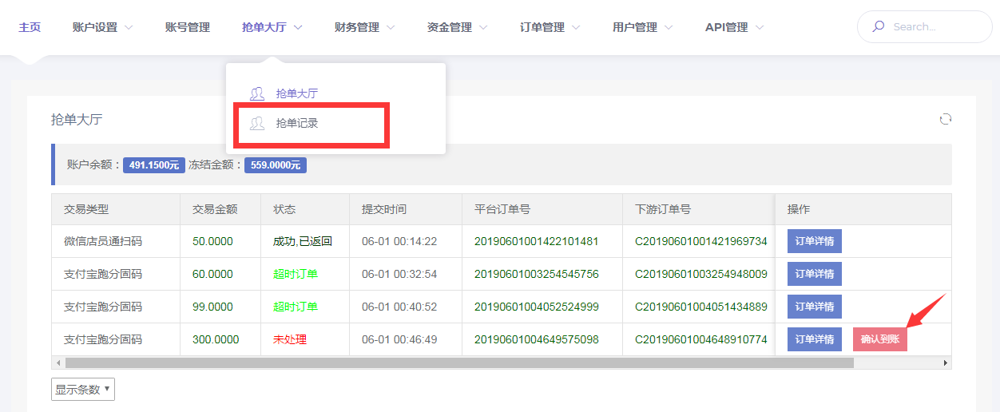 主页 账户设置 账号管理 抢单大厅 财务管理 资金管理 订单管理 用户管理 API管理 Search...
抢单大厅
抢单记录
抢单大厅
账户余额： 491.1500元 冻结金额： 559.0000元
交易类型 交易金额 状态 提交时间 平台订单号 下游订单号 操作
微信店员通扫码 50.0000 成功,已返回 06-01 00:14:22 20190601001422101481 C20190601001421969734 订单详情
支付宝跑分固码 60.0000 超时订单 06-01 00:32:54 20190601003254545756 C20190601003254948009 订单详情
支付宝跑分固码 99.0000 超时订单 06-01 00:40:52 20190601004052524999 C20190601004051434889 订单详情
支付宝跑分固码 300.0000 未处理 06-01 00:46:49 20190601004649575098 C20190601004648910774 订单详情 确认到账
显示条数